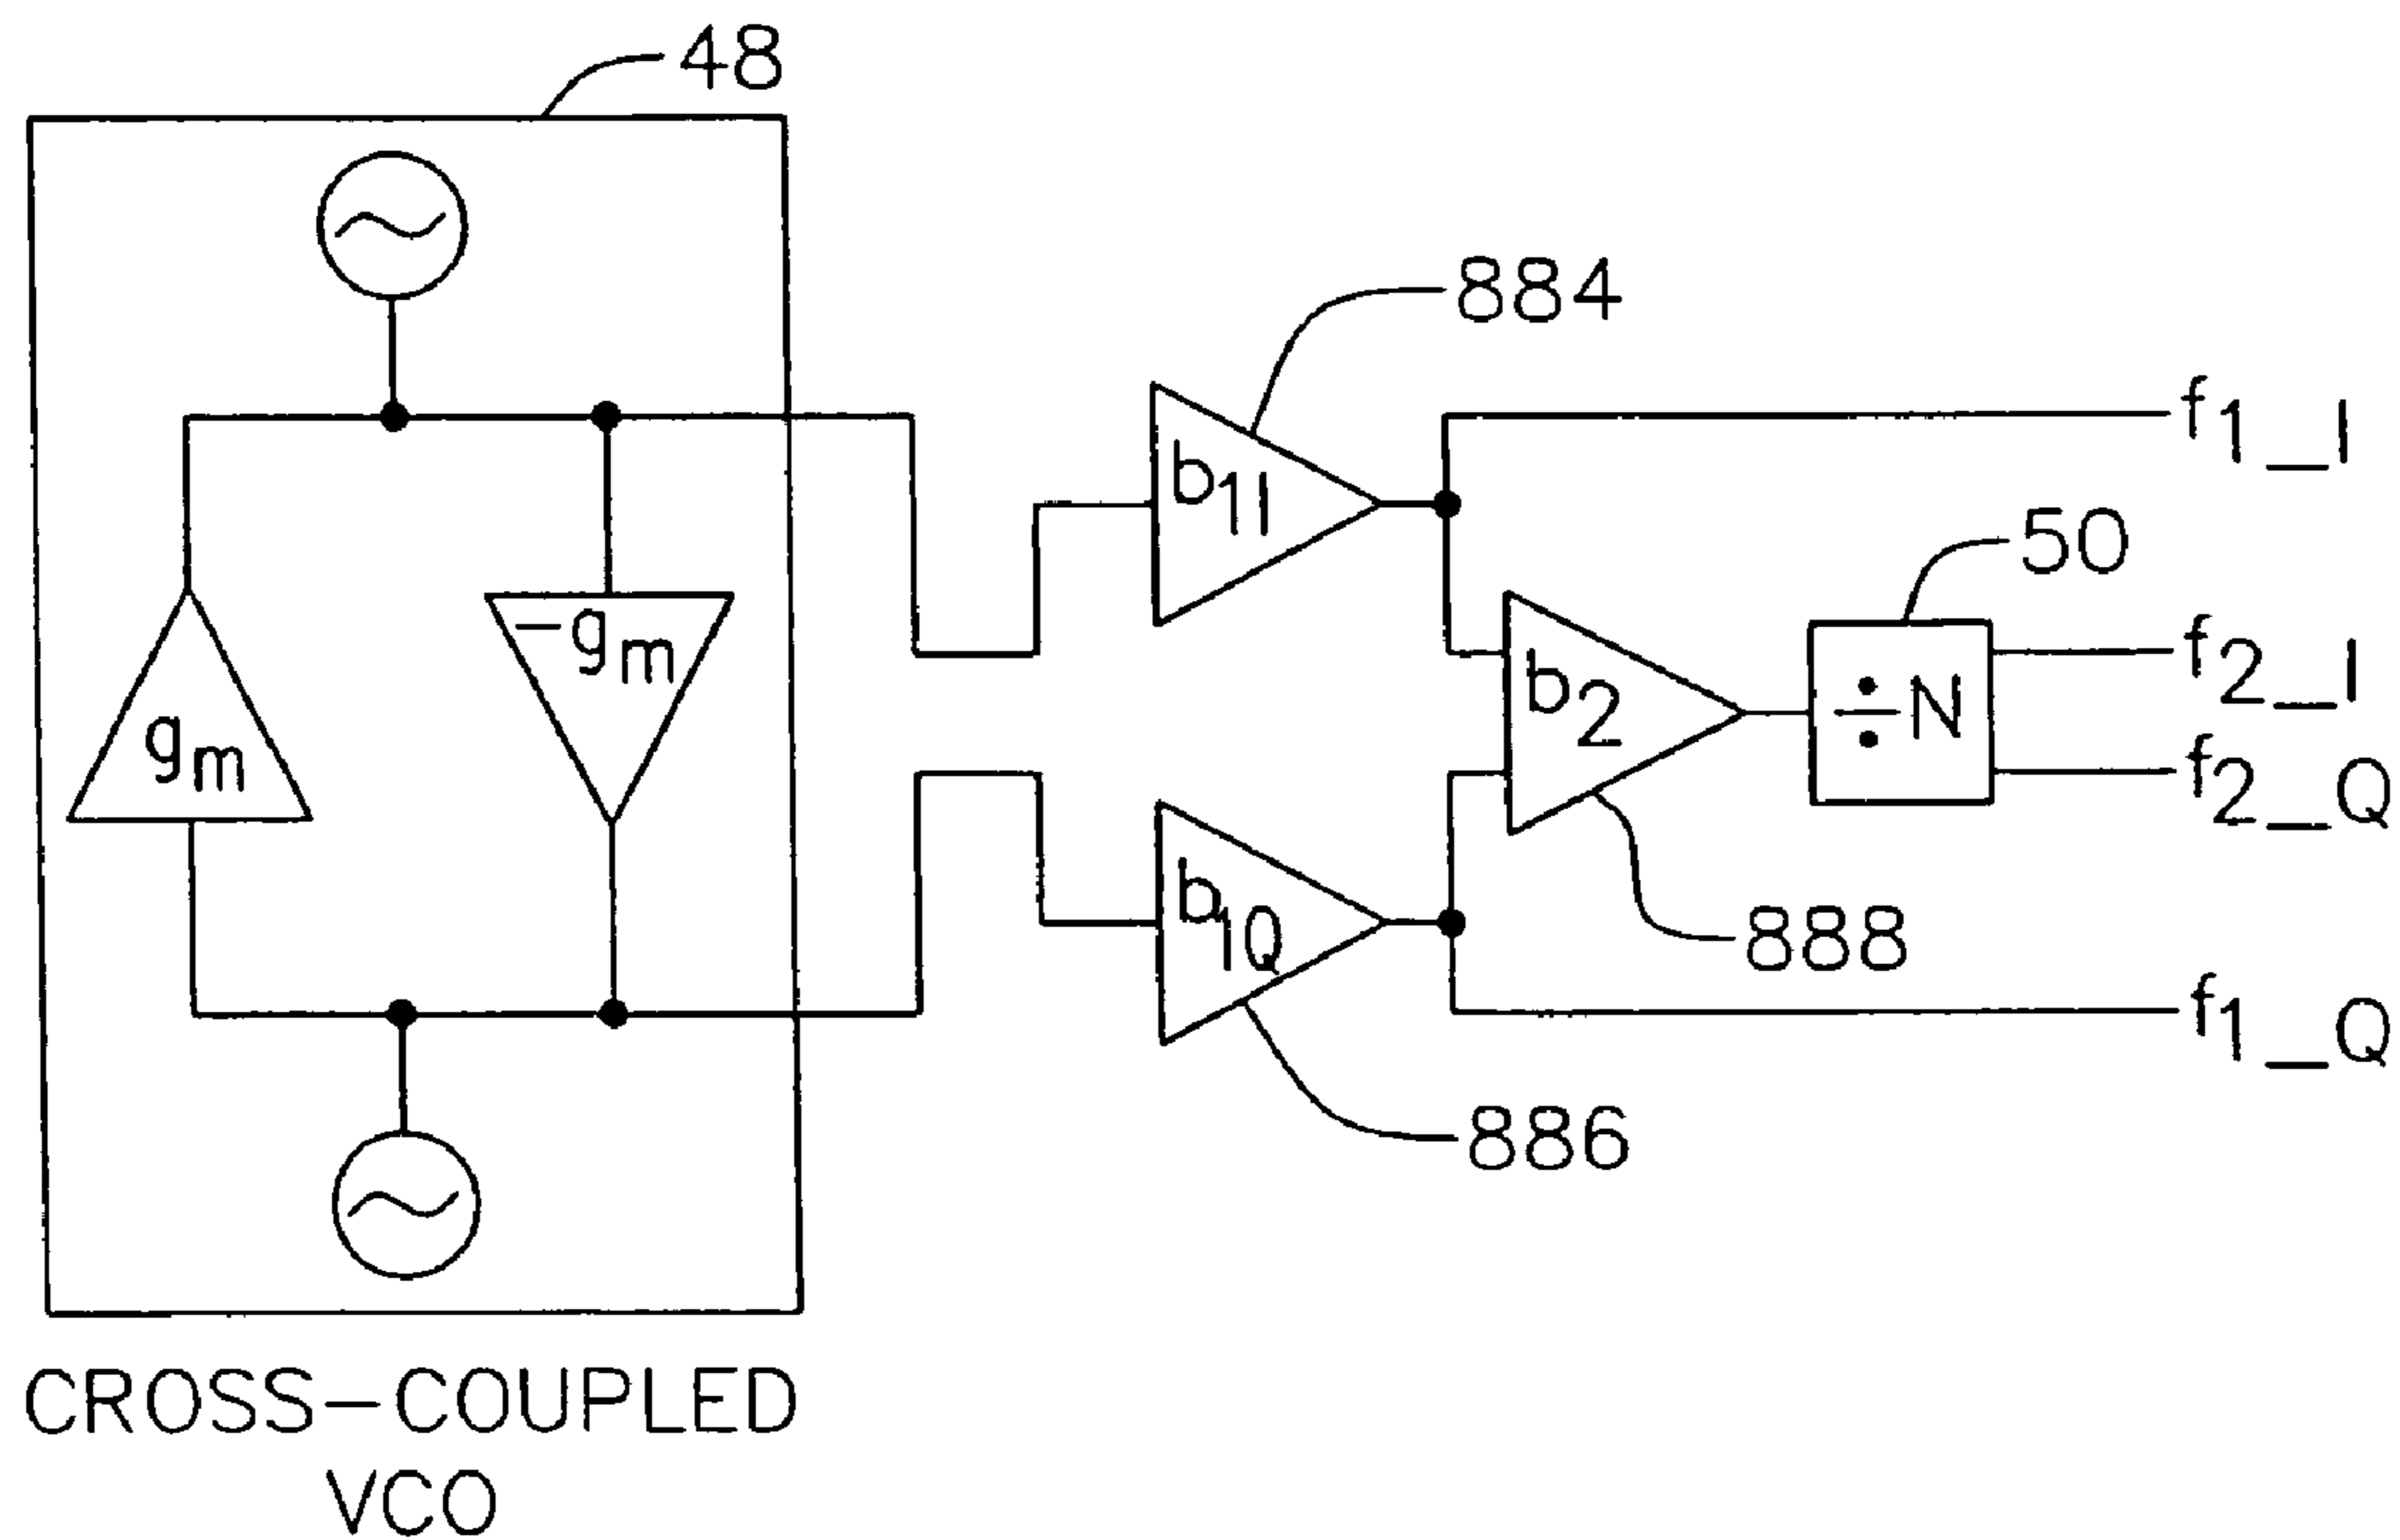 48
884
f1_I
b1I
50
-gm
f2_I
b2
÷N
gm
f2_Q
b1Q
888
f1_Q
886
CROSS-COUPLED
VCO